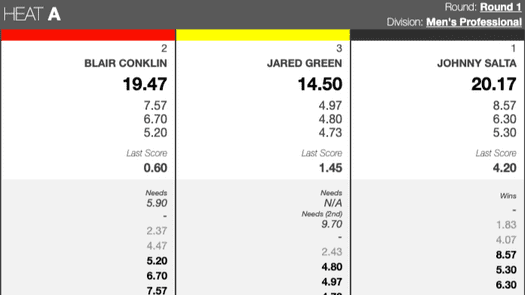 HEAT A
Round: Round 1
Division: Men's Professional
2
BLAIR CONKLIN
19.47
7.57
6.70
5.20
Last Score
0.60
Needs
5.90
-
2.37
4.47
5.20
6.70
7.57
3
JARED GREEN
14.50
4.97
4.80
4.73
Last Score
1.45
Needs
N/A
Needs (2nd)
9.70
-
2.43
4.80
4.97
1
JOHNNY SALTA
20.17
8.57
6.30
5.30
Last Score
4.20
Wins
-
1.83
4.07
8.57
5.30
6.30